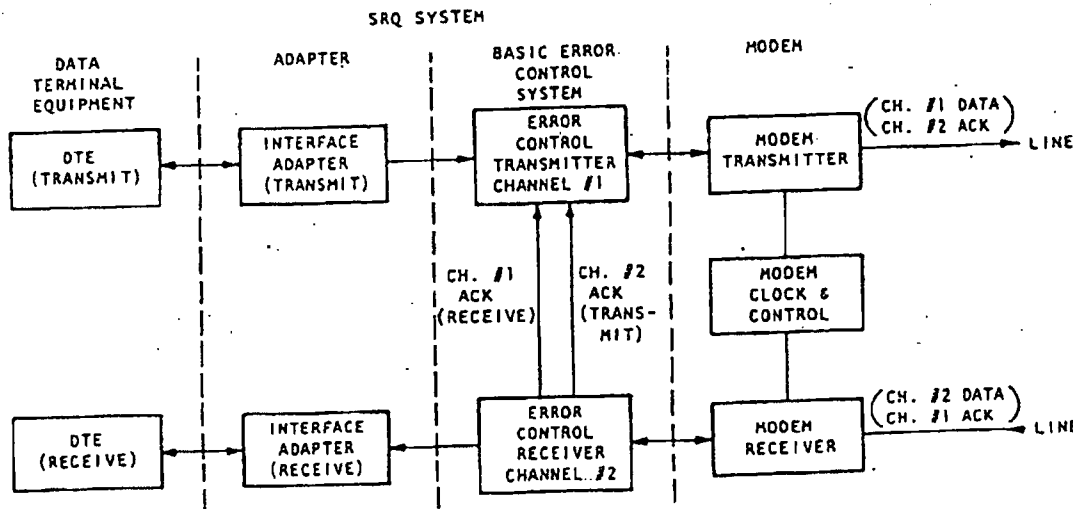 SRQ SYSTEM
DATA
TERMINAL
EQUIPMENT
ADAPTER
BASIC ERROR
CONTROL
SYSTEM
MODEM
DTE
(TRANSMIT)
INTERFACE
ADAPTER
(TRANSMIT)
ERROR
CONTROL
TRANSMITTER
CHANNEL #1
MODEM
TRANSMITTER
(CH. #1 DATA)
(CH. #2 ACK)
LINE
CH. #1
ACK
(RECEIVE)
CH. #2
ACK
(TRANS-
MIT)
MODEM
CLOCK &
CONTROL
DTE
(RECEIVE)
INTERFACE
ADAPTER
(RECEIVE)
ERROR
CONTROL
RECEIVER
CHANNEL..#2
MODEM
RECEIVER
(CH. #2 DATA)
(CH. #1 ACK)
LINE